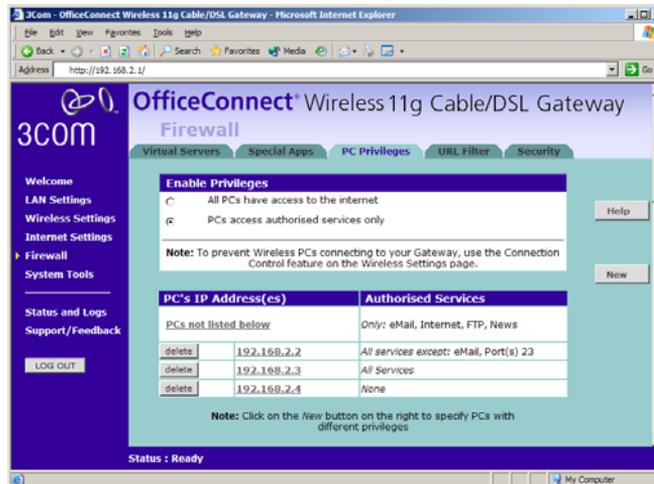 3Com - OfficeConnect Wireless 11g Cable/DSL Gateway - Microsoft Internet Explorer
File Edit View Favorites Tools Help
Back Search Favorites Media
Address http://192.168.2.1/ Go
3COM
OfficeConnect® Wireless 11g Cable/DSL Gateway
Firewall
Virtual Servers Special Apps PC Privileges URL Filter Security
Welcome
LAN Settings
Wireless Settings
Internet Settings
Firewall
System Tools
Status and Logs
Support/Feedback
LOG OUT
Enable Privileges
All PCs have access to the internet
PCs access authorised services only
Note: To prevent Wireless PCs connecting to your Gateway, use the Connection
Control feature on the Wireless Settings page.
Help
New
PC's IP Address(es) Authorised Services
PCs not listed below Only: eMail, Internet, FTP, News
delete 192.168.2.2 All services except: eMail, Port(s) 23
delete 192.168.2.3 All Services
delete 192.168.2.4 None
Note: Click on the New button on the right to specify PCs with
different privileges
Status : Ready
My Computer